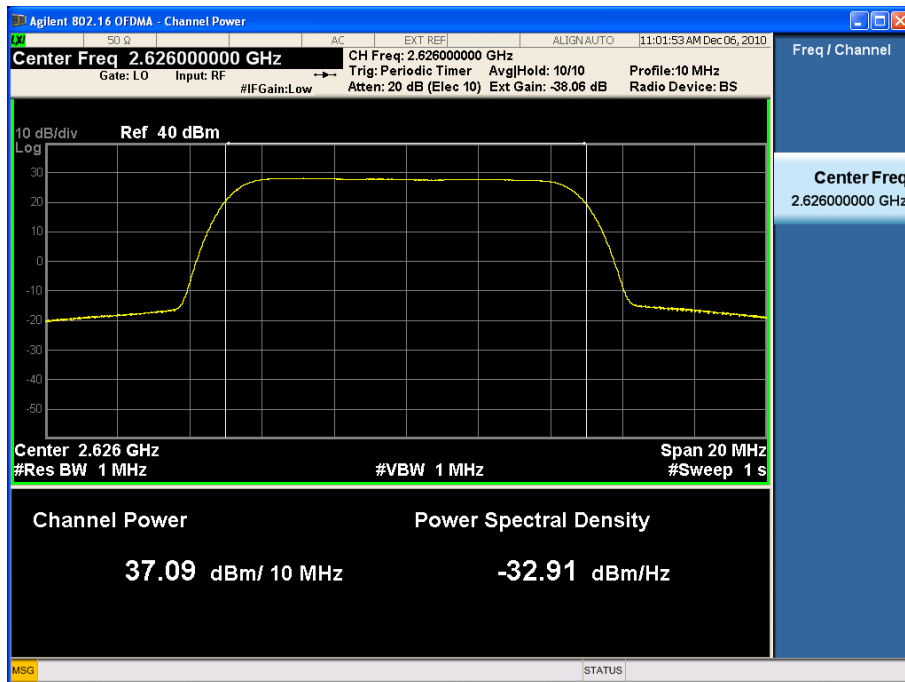 Agilent 802.16 OFDMA - Channel Power
LXI 50 Ω AC EXT REF ALIGN AUTO 11:01:53 AM Dec 06, 2010
Center Freq 2.626000000 GHz
Gate: LO Input: RF
#IFGain:Low
CH Freq: 2.626000000 GHz
Trig: Periodic Timer Avg|Hold: 10/10
Atten: 20 dB (Elec 10) Ext Gain: -38.06 dB
Profile:10 MHz
Radio Device: BS
Freq / Channel
Center Freq
2.626000000 GHz
10 dB/div Ref 40 dBm
Log
30
20
10
0
-10
-20
-30
-40
-50
Center 2.626 GHz Span 20 MHz
#Res BW 1 MHz #VBW 1 MHz #Sweep 1 s
Channel Power Power Spectral Density
37.09 dBm/ 10 MHz -32.91 dBm/Hz
MSG STATUS